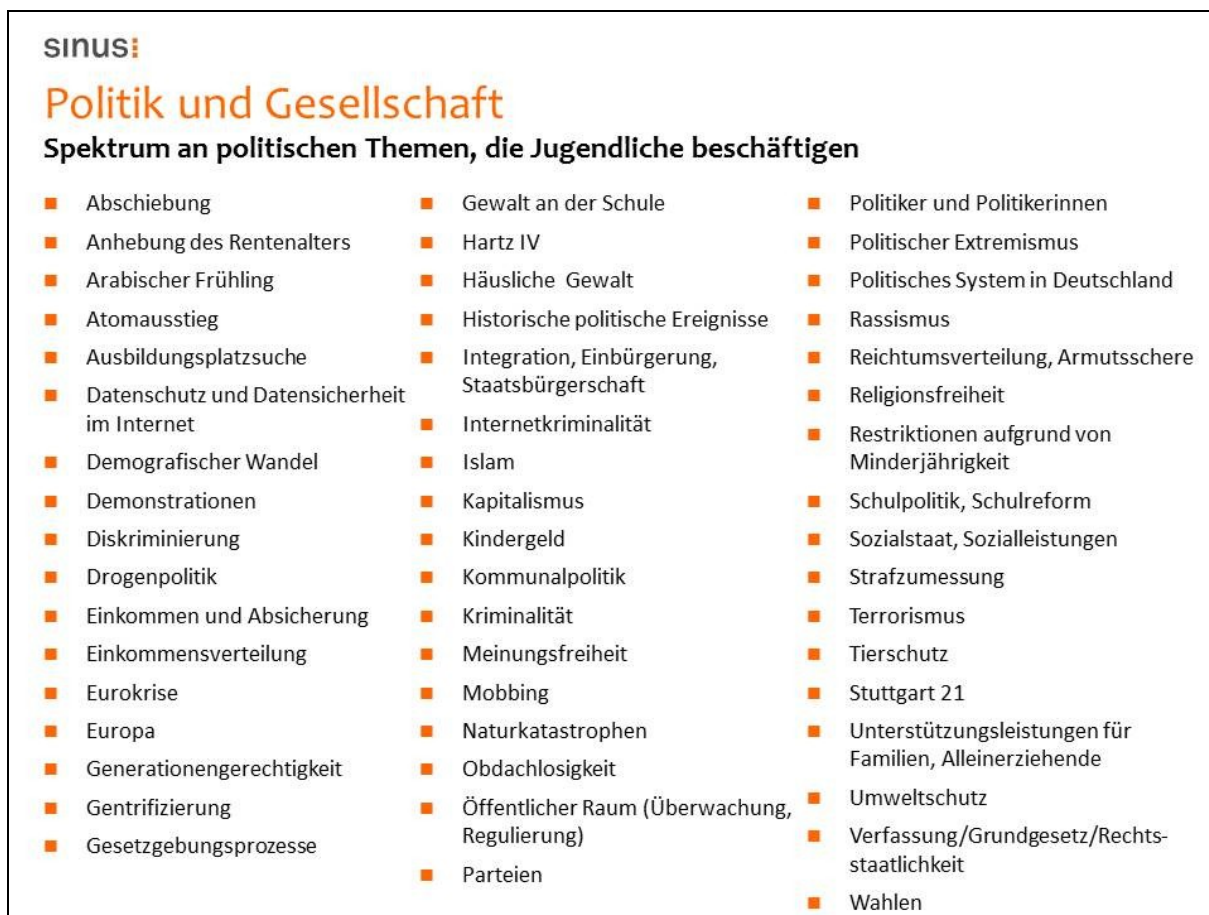 sinus
Politik und Gesellschaft
Spektrum an politischen Themen, die Jugendliche beschäftigen
Abschiebung
Anhebung des Rentenalters
Arabischer Frühling
Atomausstieg
Ausbildungsplatzsuche
Datenschutz und Datensicherheit
im Internet
Demografischer Wandel
Demonstrationen
Diskriminierung
Drogenpolitik
Einkommen und Absicherung
Einkommensverteilung
Eurokrise
Europa
Generationengerechtigkeit
Gentrifizierung
Gesetzgebungsprozesse
Gewalt an der Schule
Hartz IV
Häusliche Gewalt
Historische politische Ereignisse
Integration, Einbürgerung,
Staatsbürgerschaft
Internetkriminalität
Islam
Kapitalismus
Kindergeld
Kommunalpolitik
Kriminalität
Meinungsfreiheit
Mobbing
Naturkatastrophen
Obdachlosigkeit
Öffentlicher Raum (Überwachung,
Regulierung)
Parteien
Politiker und Politikerinnen
Politischer Extremismus
Politisches System in Deutschland
Rassismus
Reichtumsverteilung, Armutsschere
Religionsfreiheit
Restriktionen aufgrund von
Minderjährigkeit
Schulpolitik, Schulreform
Sozialstaat, Sozialleistungen
Strafzumessung
Terrorismus
Tierschutz
Stuttgart 21
Unterstützungsleistungen für
Familien, Alleinerziehende
Umweltschutz
Verfassung/Grundgesetz/Rechts-
staatlichkeit
Wahlen